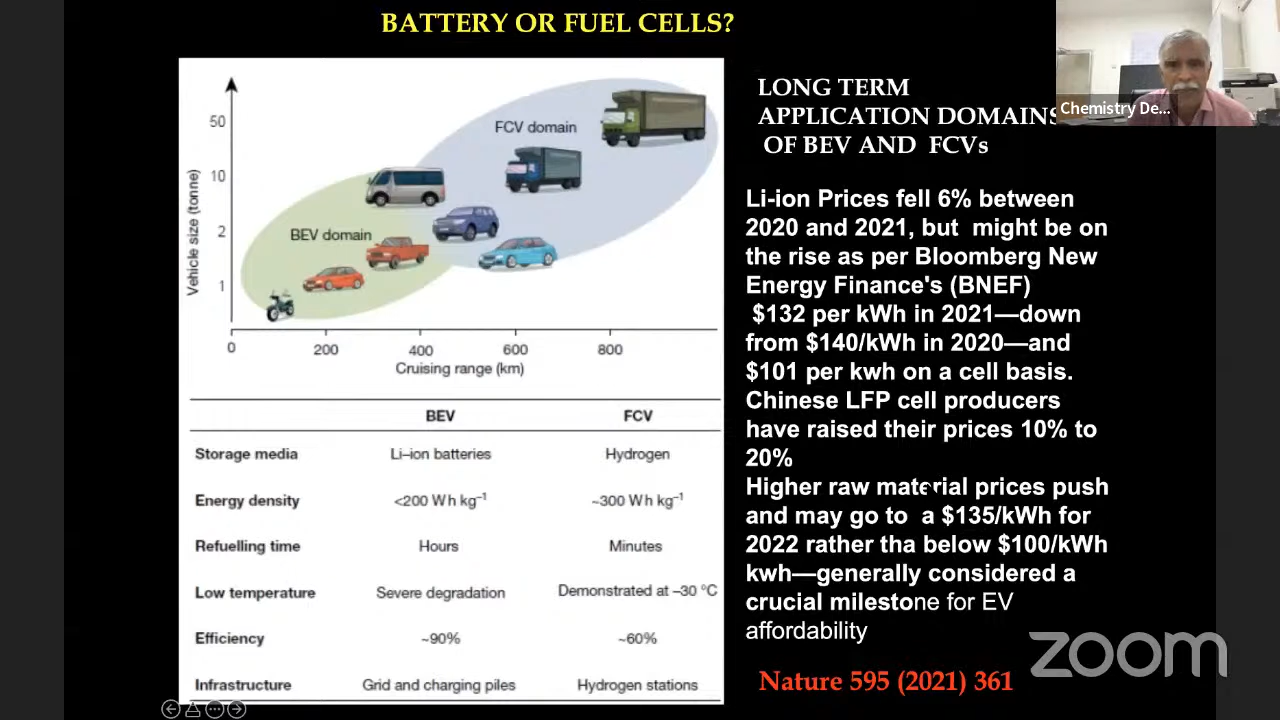 BATTERY OR FUEL CELLS?
50
10
2
1
Vehicle size (tonne)
FCV domain
BEV domain
0
200
400
600
800
Cruising range (km)
BEV FCV
Storage media Li–ion batteries Hydrogen
Energy density <200 W h kg⁻¹ ~300 W h kg⁻¹
Refuelling time Hours Minutes
Low temperature Severe degradation Demonstrated at –30 °C
Efficiency ~90% ~60%
Infrastructure Grid and charging piles Hydrogen stations
LONG TERM
APPLICATION DOMAINS
OF BEV AND FCVs
Li-ion Prices fell 6% between
2020 and 2021, but might be on
the rise as per Bloomberg New
Energy Finance's (BNEF)
$132 per kWh in 2021—down
from $140/kWh in 2020—and
$101 per kwh on a cell basis.
Chinese LFP cell producers
have raised their prices 10% to
20%
Higher raw material prices push
and may go to a $135/kWh for
2022 rather tha below $100/kWh
kwh—generally considered a
crucial milestone for EV
affordability
Nature 595 (2021) 361
Chemistry De...
zoom